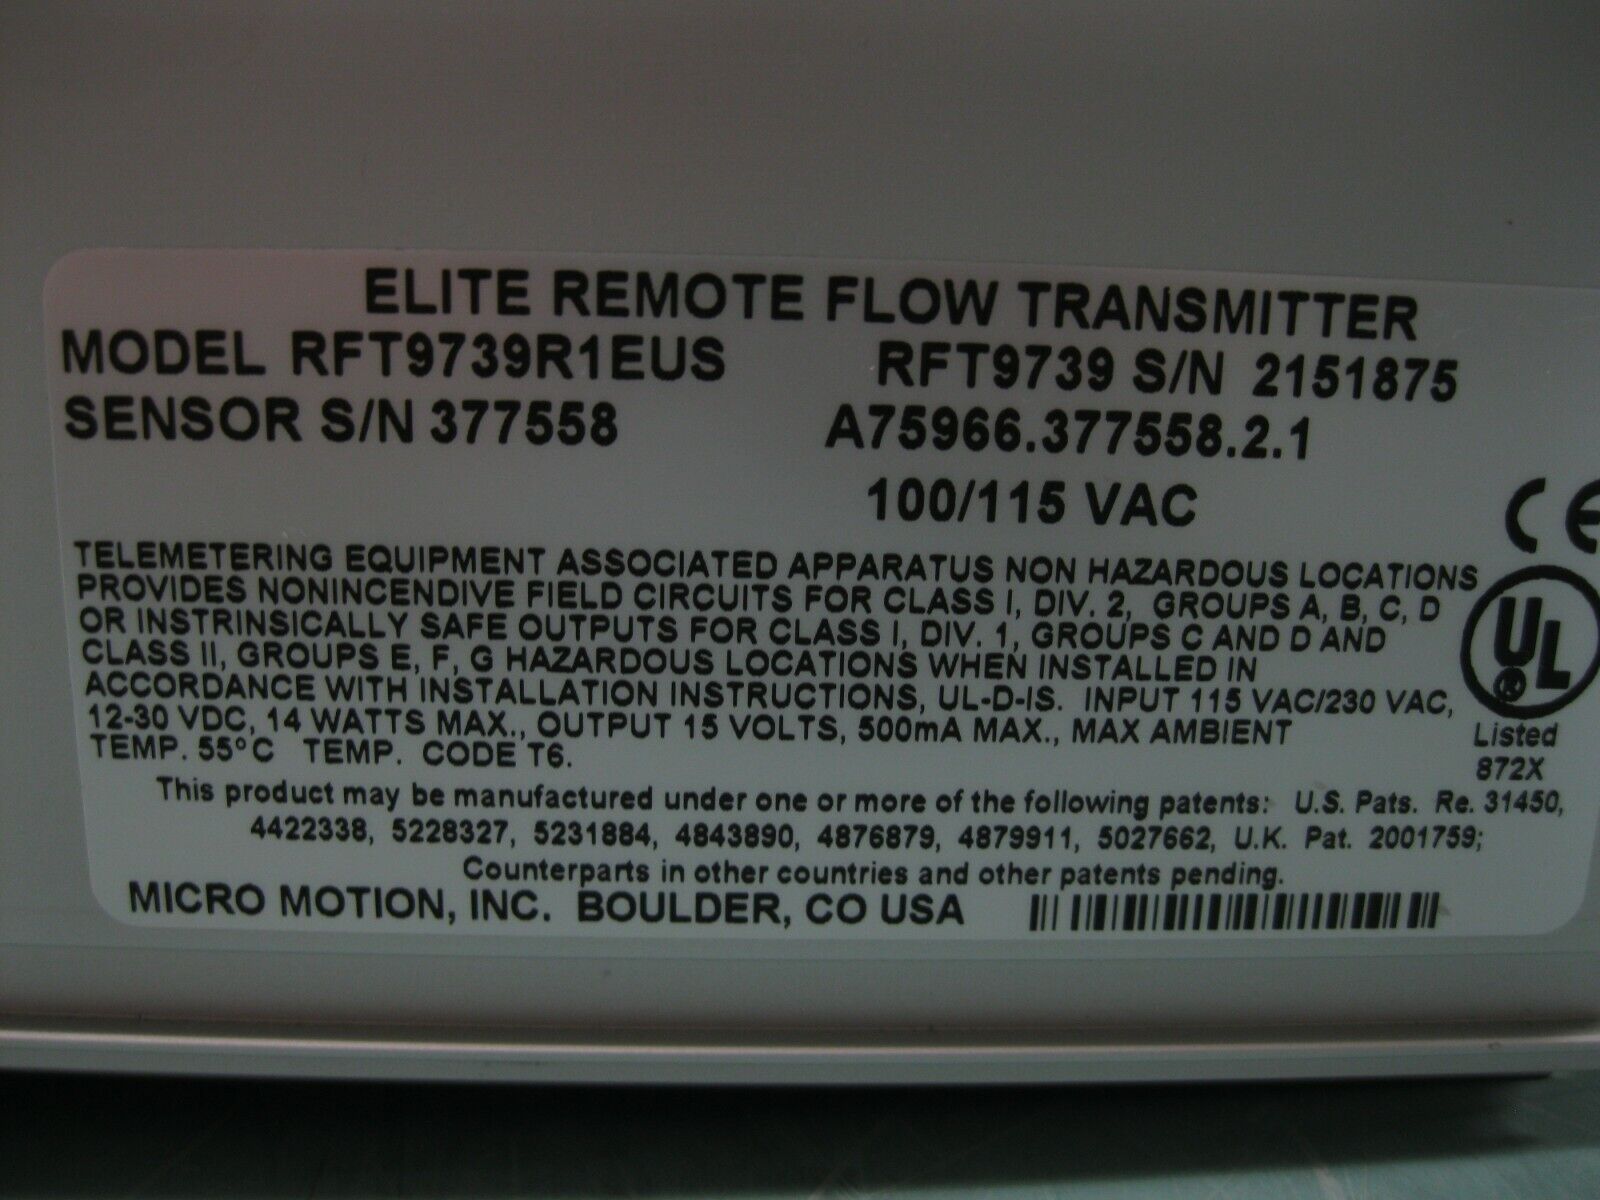 ELITE REMOTE FLOW TRANSMITTER
MODEL RFT9739R1EUS RFT9739 S/N 2151875
SENSOR S/N 377558 A75966.377558.2.1
100/115 VAC
CE
TELEMETERING EQUIPMENT ASSOCIATED APPARATUS NON HAZARDOUS LOCATIONS
PROVIDES NONINCENDIVE FIELD CIRCUITS FOR CLASS I, DIV. 2, GROUPS A, B, C, D
OR INSTRINSICALLY SAFE OUTPUTS FOR CLASS I, DIV. 1, GROUPS C AND D AND
CLASS II, GROUPS E, F, G HAZARDOUS LOCATIONS WHEN INSTALLED IN
ACCORDANCE WITH INSTALLATION INSTRUCTIONS, UL-D-IS. INPUT 115 VAC/230 VAC,
12-30 VDC, 14 WATTS MAX., OUTPUT 15 VOLTS, 500mA MAX., MAX AMBIENT
TEMP. 55°C TEMP. CODE T6.
UL ®
Listed
872X
This product may be manufactured under one or more of the following patents: U.S. Pats. Re. 31450,
4422338, 5228327, 5231884, 4843890, 4876879, 4879911, 5027662, U.K. Pat. 2001759;
Counterparts in other countries and other patents pending.
MICRO MOTION, INC. BOULDER, CO USA